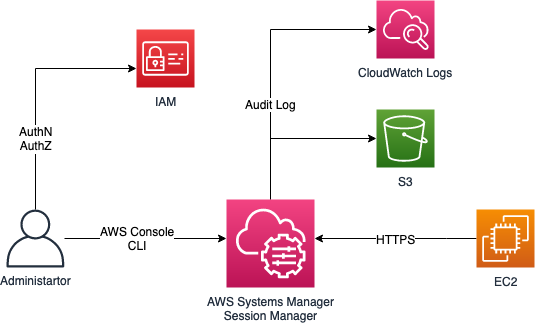 CloudWatch Logs
IAM
Audit Log
AuthN
AuthZ
S3
AWS Console
CLI
HTTPS
Administartor
EC2
AWS Systems Manager
Session Manager